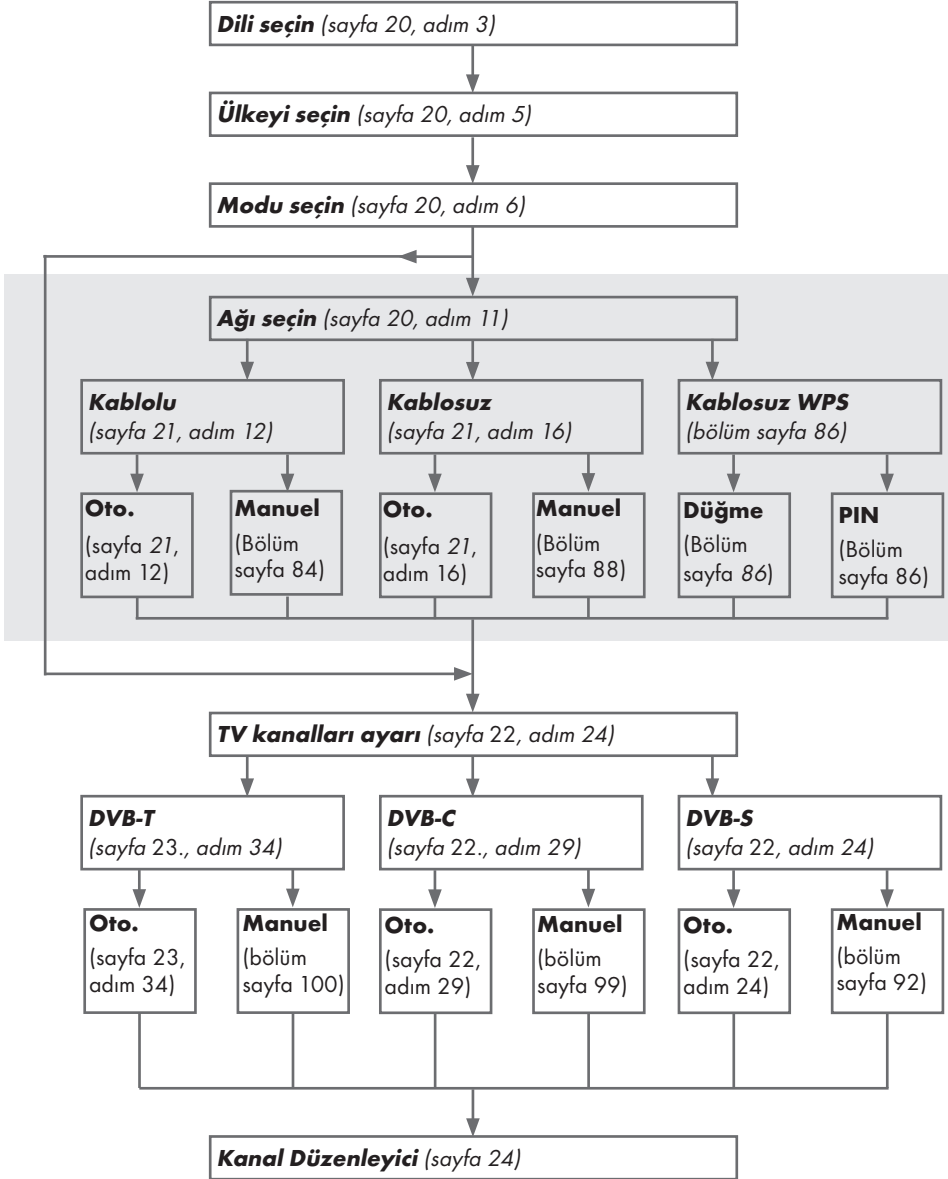 Dili seçin (sayfa 20, adım 3)
Ülkeyi seçin (sayfa 20, adım 5)
Modu seçin (sayfa 20, adım 6)
Ağı seçin (sayfa 20, adım 11)
Kablolu
(sayfa 21, adım 12)
Kablosuz
(sayfa 21, adım 16)
Kablosuz WPS
(bölüm sayfa 86)
Oto.
(sayfa 21,
adım 12)
Manuel
(Bölüm
sayfa 84)
Oto.
(sayfa 21,
adım 16)
Manuel
(Bölüm
sayfa 88)
Düğme
(Bölüm
sayfa 86)
PIN
(Bölüm
sayfa 86)
TV kanalları ayarı (sayfa 22, adım 24)
DVB-T
(sayfa 23., adım 34)
DVB-C
(sayfa 22., adım 29)
DVB-S
(sayfa 22, adım 24)
Oto.
(sayfa 23,
adım 34)
Manuel
(bölüm
sayfa 100)
Oto.
(sayfa 22,
adım 29)
Manuel
(bölüm
sayfa 99)
Oto.
(sayfa 22,
adım 24)
Manuel
(bölüm
sayfa 92)
Kanal Düzenleyici (sayfa 24)